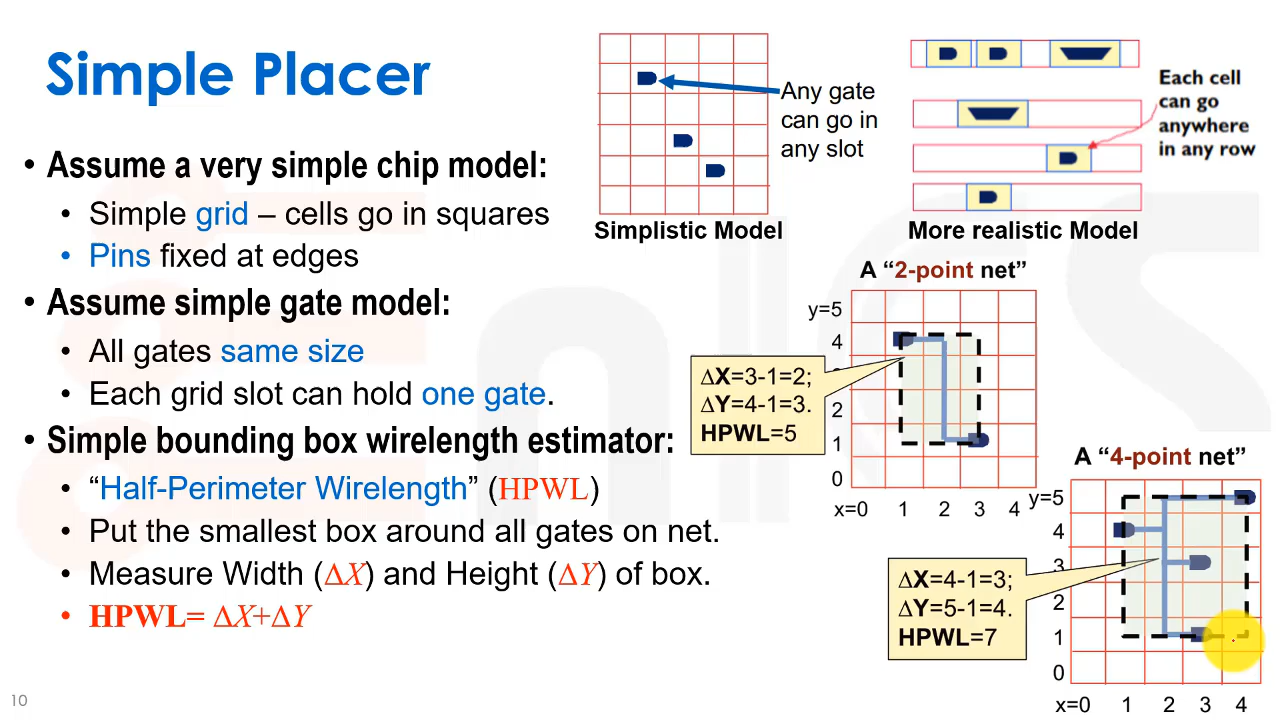 Simple Placer
• Assume a very simple chip model:
• Simple grid – cells go in squares
• Pins fixed at edges
• Assume simple gate model:
• All gates same size
• Each grid slot can hold one gate.
• Simple bounding box wirelength estimator:
• “Half-Perimeter Wirelength” (HPWL)
• Put the smallest box around all gates on net.
• Measure Width (ΔX) and Height (ΔY) of box.
• HPWL= ΔX+ΔY
Any gate
can go in
any slot
Simplistic Model
Each cell
can go
anywhere
in any row
More realistic Model
A “2-point net”
y=5
4
2
1
0
x=0 1 2 3 4
ΔX=3-1=2;
ΔY=4-1=3.
HPWL=5
A “4-point net”
y=5
4
3
2
1
0
x=0 1 2 3 4
ΔX=4-1=3;
ΔY=5-1=4.
HPWL=7
10